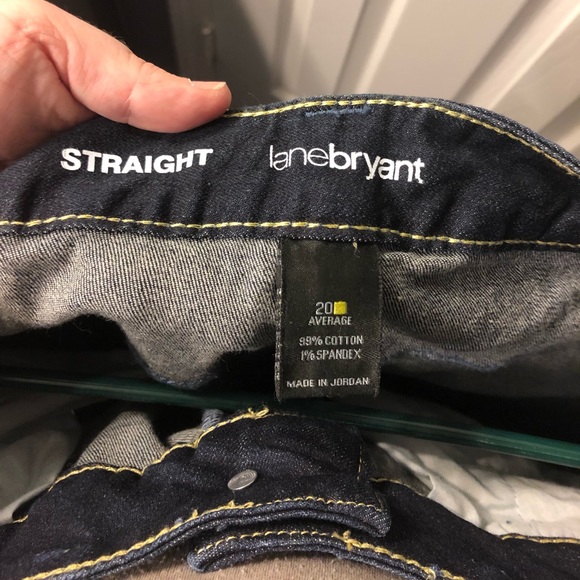 STRAIGHT lanebryant
20
AVERAGE
99% COTTON
1% SPANDEX
MADE IN JORDAN